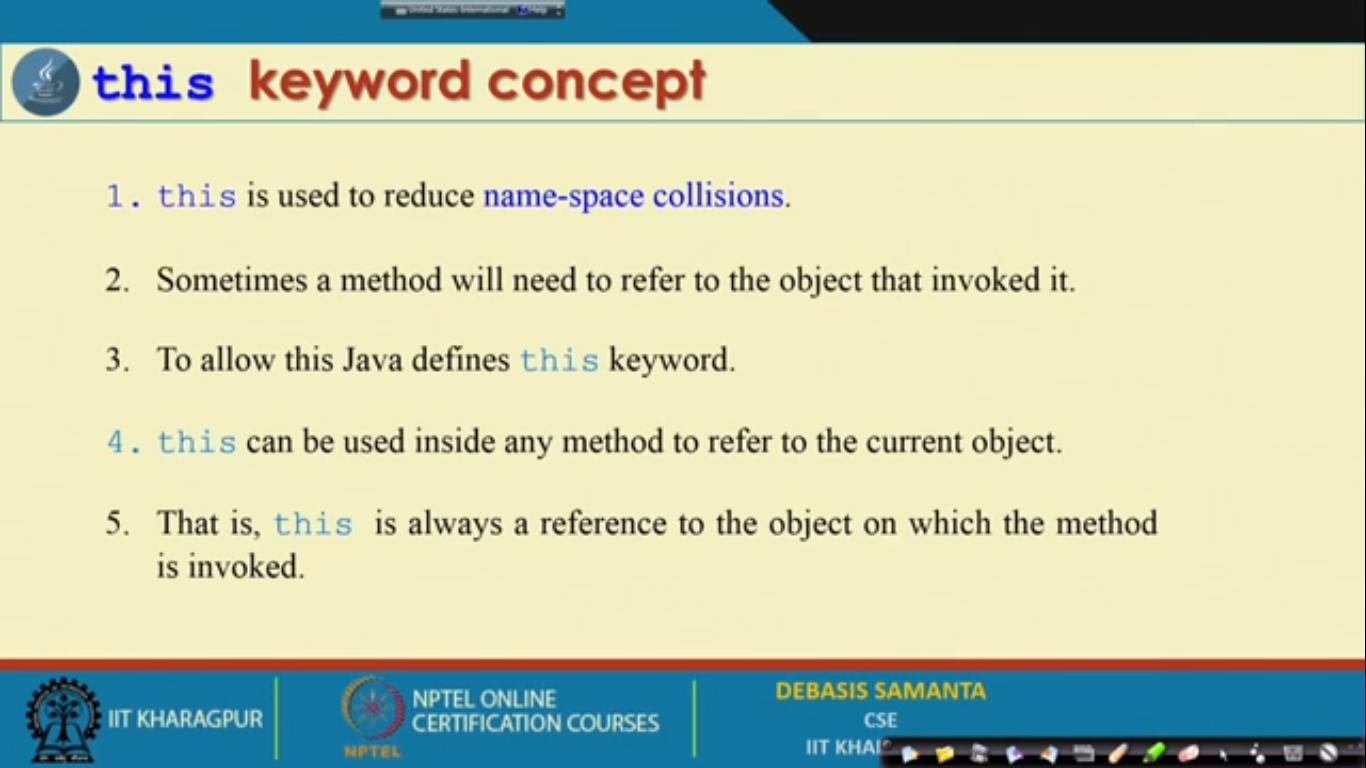 United States-International Help
this keyword concept
1. this is used to reduce name-space collisions.
2. Sometimes a method will need to refer to the object that invoked it.
3. To allow this Java defines this keyword.
4. this can be used inside any method to refer to the current object.
5. That is, this is always a reference to the object on which the method
is invoked.
IIT KHARAGPUR
NPTEL
NPTEL ONLINE
CERTIFICATION COURSES
DEBASIS SAMANTA
CSE
IIT KHA